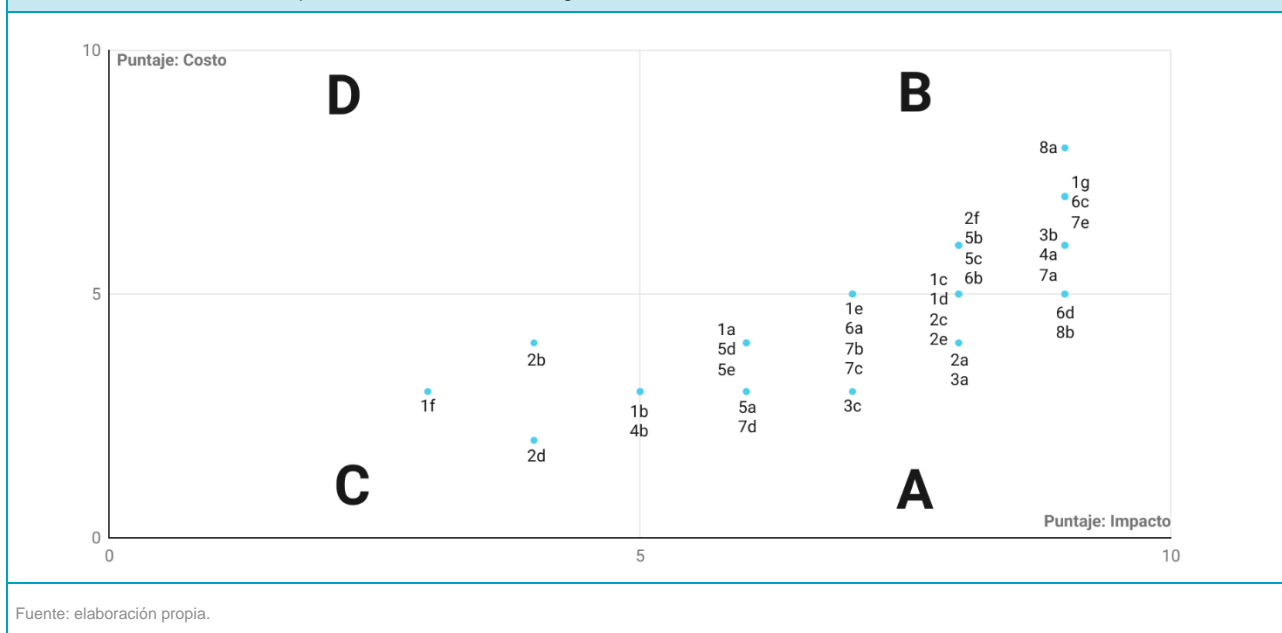 10
Puntaje: Costo
D
B
8a
1g
6c
7e
2f
5b
5c
6b
3b
4a
7a
5
1c
1d
2c
2e
1e
6a
7b
7c
6d
8b
1a
5d
5e
2a
3a
2b
1f
1b
4b
5a
7d
3c
2d
C
A
Puntaje: Impacto
0
0
5
10
Fuente: elaboración propia.